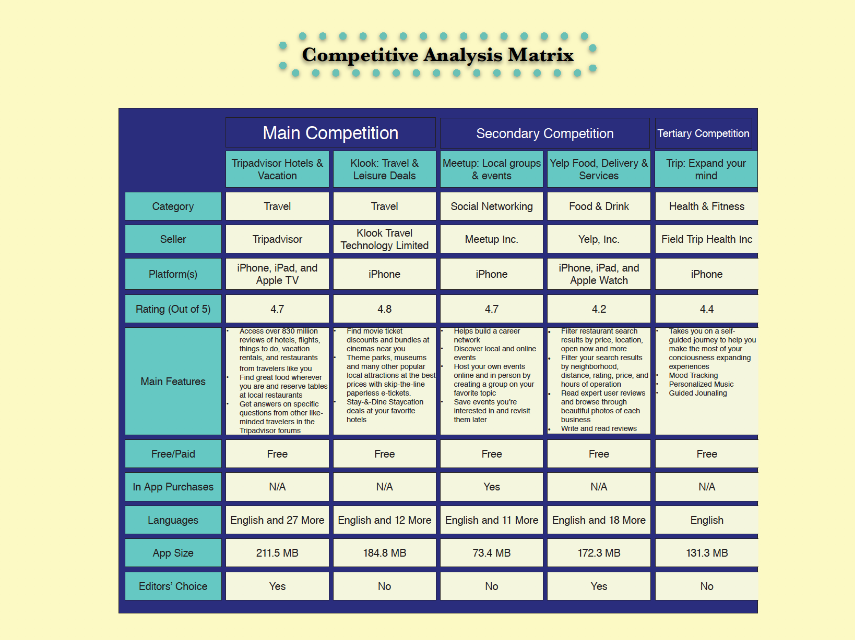 Competitive Analysis Matrix
Main Competition
Secondary Competition
Tertiary Competition
Tripadvisor Hotels &
Vacation
Klook: Travel &
Leisure Deals
Meetup: Local groups
& events
Yelp Food, Delivery &
Services
Trip: Expand your
mind
Category
Travel
Travel
Social Networking
Food & Drink
Health & Fitness
Seller
Tripadvisor
Klook Travel
Technology Limited
Meetup Inc.
Yelp, Inc.
Field Trip Health Inc
Platform(s)
iPhone, iPad, and
Apple TV
iPhone
iPhone
iPhone, iPad, and
Apple Watch
iPhone
Rating (Out of 5)
4.7
4.8
4.7
4.2
4.4
Main Features
• Access over 830 million
reviews of hotels, flights,
things to do, vacation
rentals, and restaurants
from travelers like you
• Find great food wherever
you are and reserve tables
at local restaurants
• Get answers on specific
questions from other like-
minded travelers in the
Tripadvisor forums
• Find movie ticket
discounts and bundles at
cinemas near you
• Theme parks, museums
and many other popular
local attractions at the best
prices with skip-the-line
paperless e-tickets.
• Stay-&-Dine Staycation
deals at your favorite
hotels
• Helps build a career
network
• Discover local and online
events
• Host your own events
online and in person by
creating a group on your
favorite topic
• Save events you're
interested in and revisit
them later
• Filter restaurant search
results by price, location,
open now and more
• Filter your search results
by neighborhood,
distance, rating, price, and
hours of operation
• Read expert user reviews
and browse through
beautiful photos of each
business
• Write and read reviews
• Takes you on a self-
guided journey to help you
make the most of your
conciousness expanding
experiences
• Mood Tracking
• Personalized Music
• Guided Jounaling
Free/Paid
Free
Free
Free
Free
Free
In App Purchases
N/A
N/A
Yes
N/A
N/A
Languages
English and 27 More
English and 12 More
English and 11 More
English and 18 More
English
App Size
211.5 MB
184.8 MB
73.4 MB
172.3 MB
131.3 MB
Editors' Choice
Yes
No
No
Yes
No